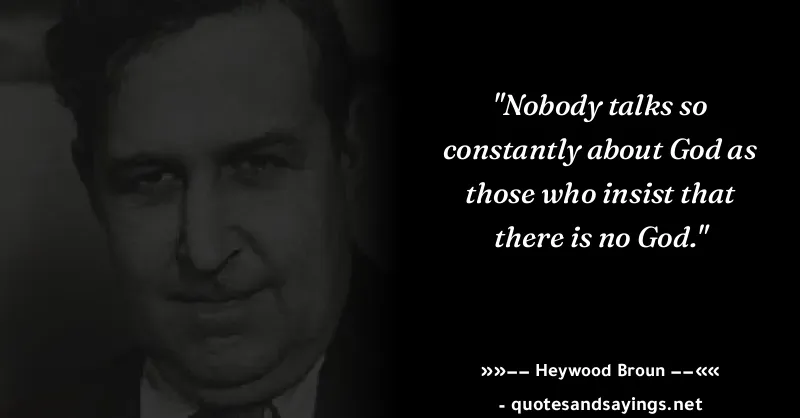 "Nobody talks so
constantly about God as
those who insist that
there is no God."
»»−− Heywood Broun −−««
- quotesandsayings.net